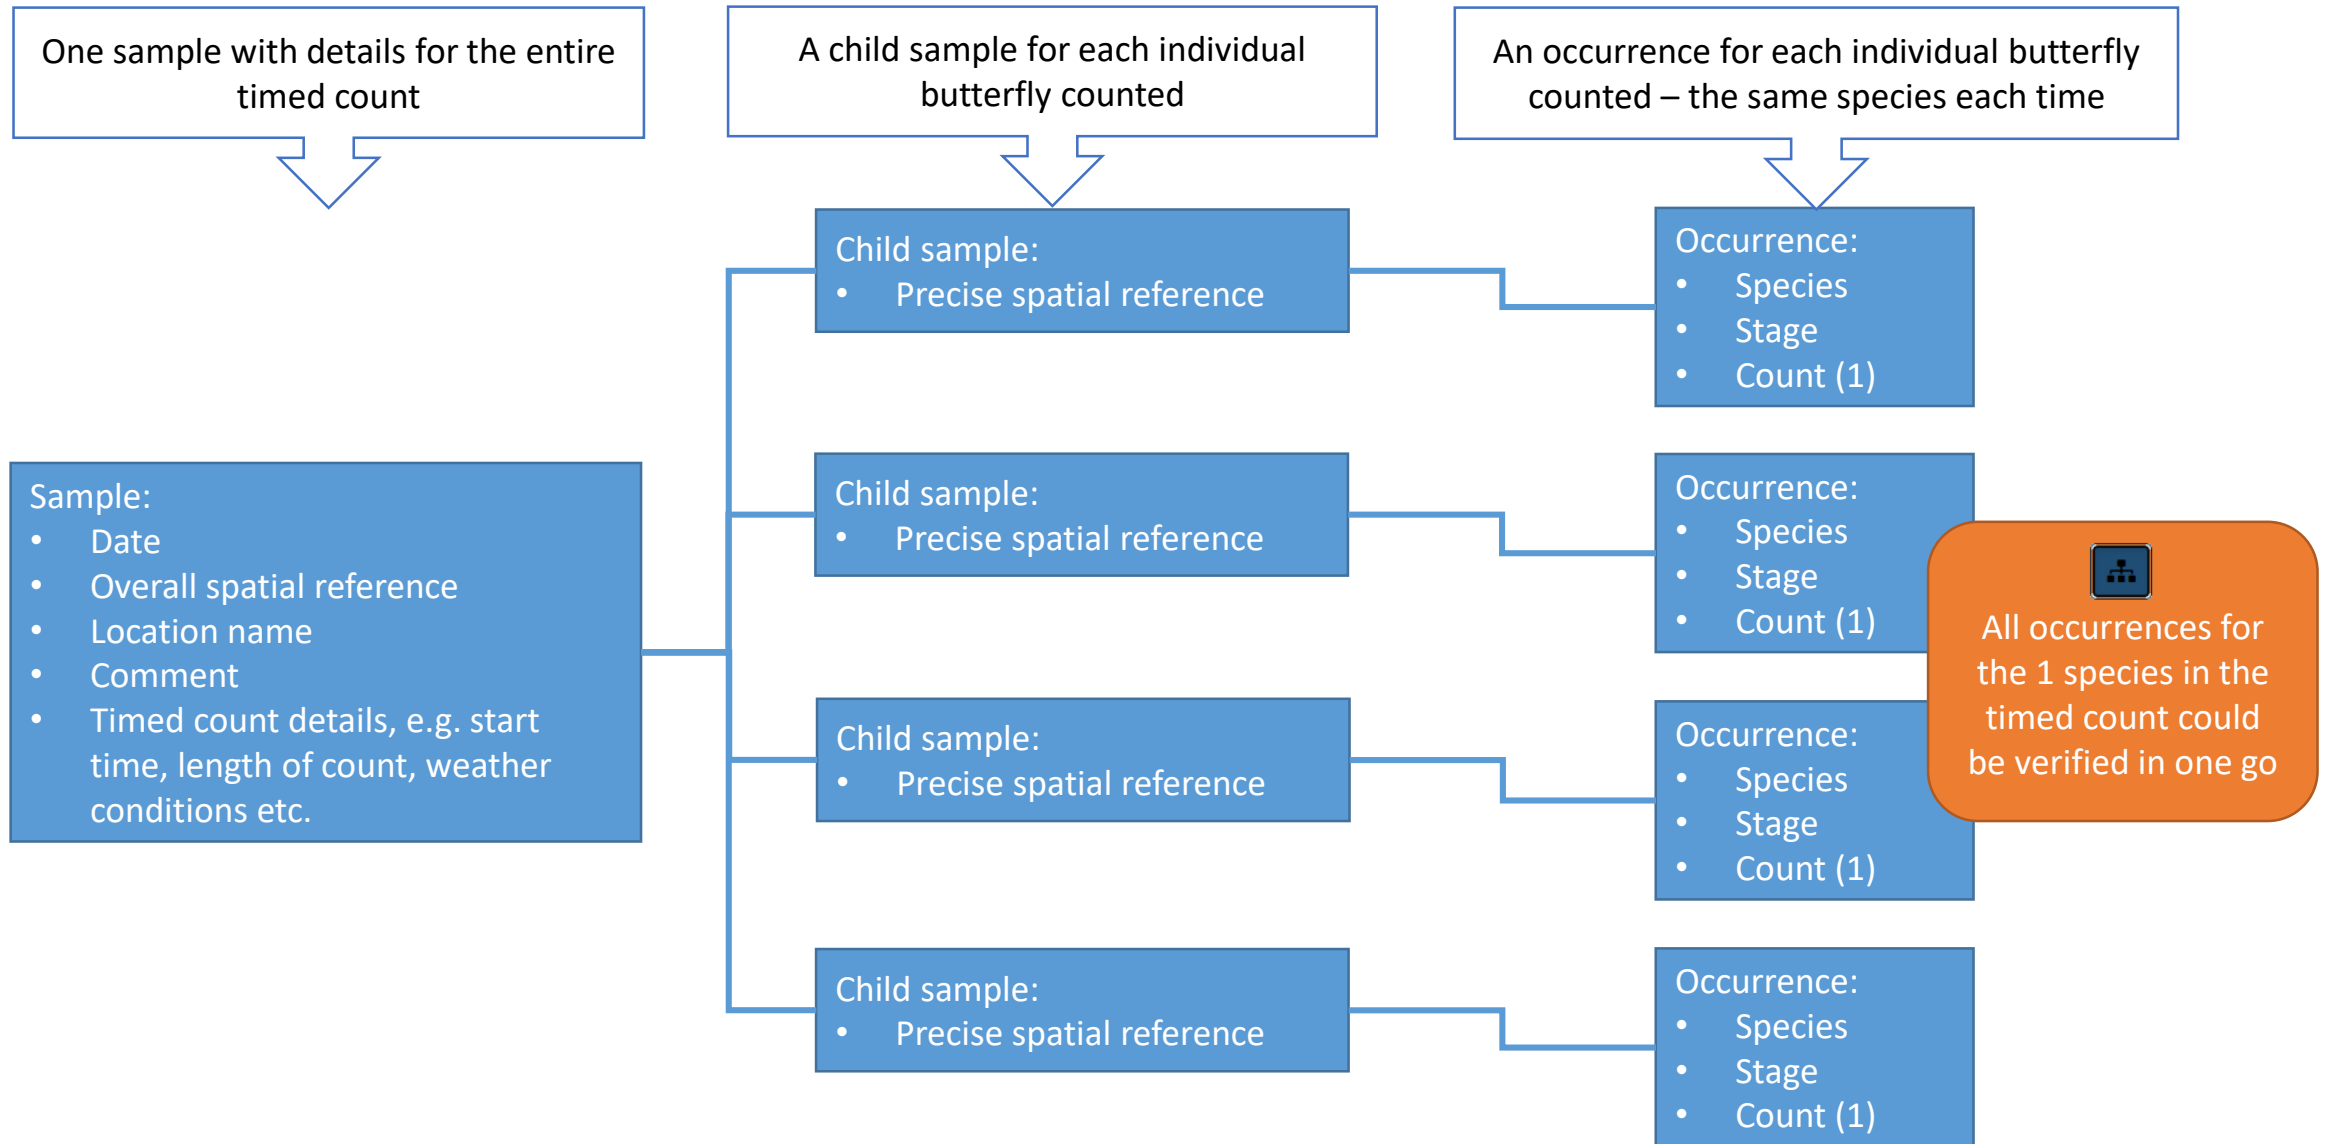 One sample with details for the entire
timed count
A child sample for each individual
butterfly counted
An occurrence for each individual butterfly
counted – the same species each time
Sample:
• Date
• Overall spatial reference
• Location name
• Comment
• Timed count details, e.g. start
time, length of count, weather
conditions etc.
Child sample:
• Precise spatial reference
Child sample:
• Precise spatial reference
Child sample:
• Precise spatial reference
Child sample:
• Precise spatial reference
Occurrence:
• Species
• Stage
• Count (1)
Occurrence:
• Species
• Stage
• Count (1)
Occurrence:
• Species
• Stage
• Count (1)
Occurrence:
• Species
• Stage
• Count (1)
All occurrences for
the 1 species in the
timed count could
be verified in one go